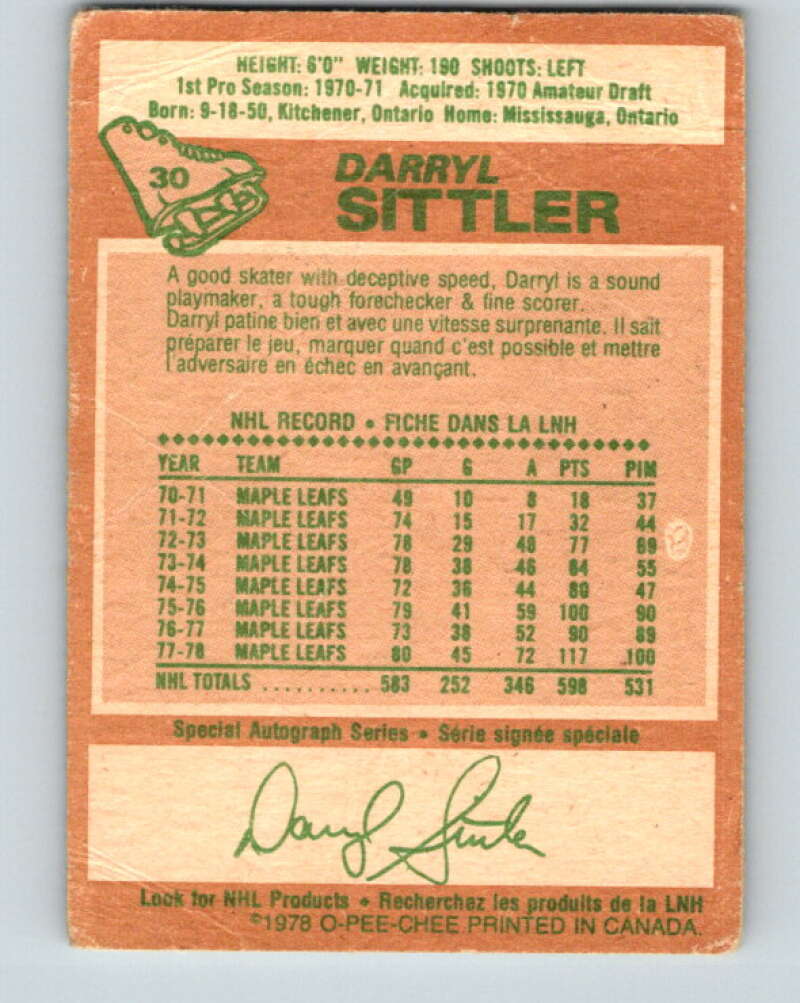 HEIGHT: 6'0" WEIGHT: 190 SHOOTS: LEFT
1st Pro Season: 1970-71 Acquired: 1970 Amateur Draft
Born: 9-18-50, Kitchener, Ontario Home: Mississauga, Ontario
30
DARRYL
SITTLER
A good skater with deceptive speed, Darryl is a sound
playmaker, a tough forechecker & fine scorer.
Darryl patine bien et avec une vitesse surprenante. Il sait
préparer le jeu, marquer quand c'est possible et mettre
l'adversaire en échec en avançant.
NHL RECORD • FICHE DANS LA LNH
YEAR TEAM GP G A PTS PIM
70-71 MAPLE LEAFS 49 10 8 18 37
71-72 MAPLE LEAFS 74 15 17 32 44
72-73 MAPLE LEAFS 78 29 48 77 69
73-74 MAPLE LEAFS 78 38 46 84 55
74-75 MAPLE LEAFS 72 36 44 80 47
75-76 MAPLE LEAFS 79 41 59 100 90
76-77 MAPLE LEAFS 73 38 52 90 89
77-78 MAPLE LEAFS 80 45 72 117 100
NHL TOTALS .......... 583 252 346 598 531
Special Autograph Series • Série signée spéciale
Darryl Sittler
Look for NHL Products • Recherchez les produits de la LNH
©1978 O-PEE-CHEE PRINTED IN CANADA.